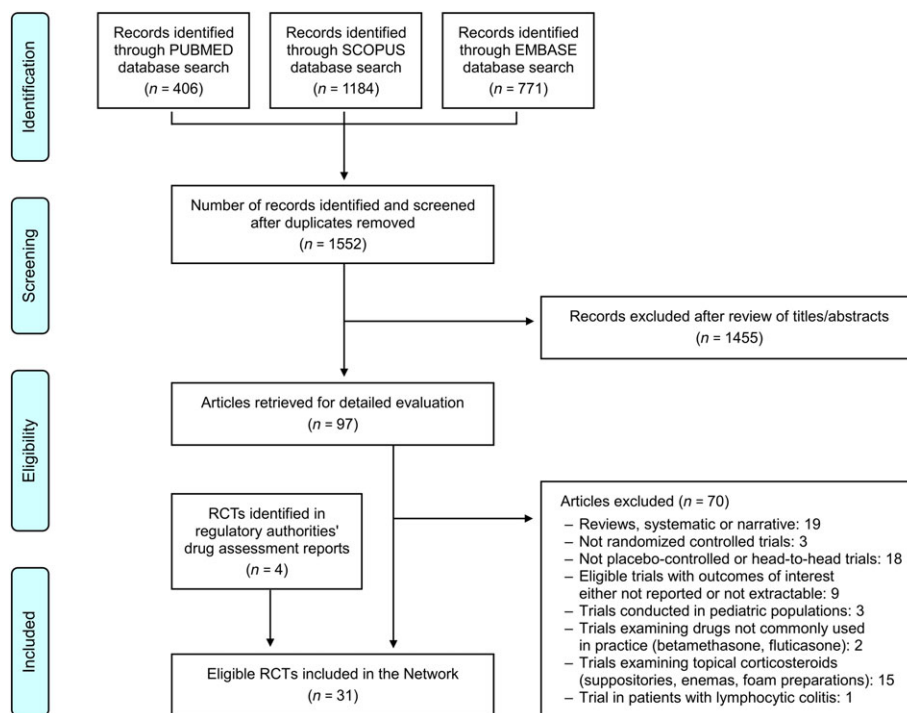 Identification
Records identified
through PUBMED
database search
(n = 406)
Records identified
through SCOPUS
database search
(n = 1184)
Records identified
through EMBASE
database search
(n = 771)
Screening
Number of records identified and screened
after duplicates removed
(n = 1552)
Records excluded after review of titles/abstracts
(n = 1455)
Eligibility
Articles retrieved for detailed evaluation
(n = 97)
RCTs identified in
regulatory authorities'
drug assessment reports
(n = 4)
Articles excluded (n = 70)
– Reviews, systematic or narrative: 19
– Not randomized controlled trials: 3
– Not placebo-controlled or head-to-head trials: 18
– Eligible trials with outcomes of interest
either not reported or not extractable: 9
– Trials conducted in pediatric populations: 3
– Trials examining drugs not commonly used
in practice (betamethasone, fluticasone): 2
– Trials examining topical corticosteroids
(suppositories, enemas, foam preparations): 15
– Trial in patients with lymphocytic colitis: 1
Included
Eligible RCTs included in the Network
(n = 31)